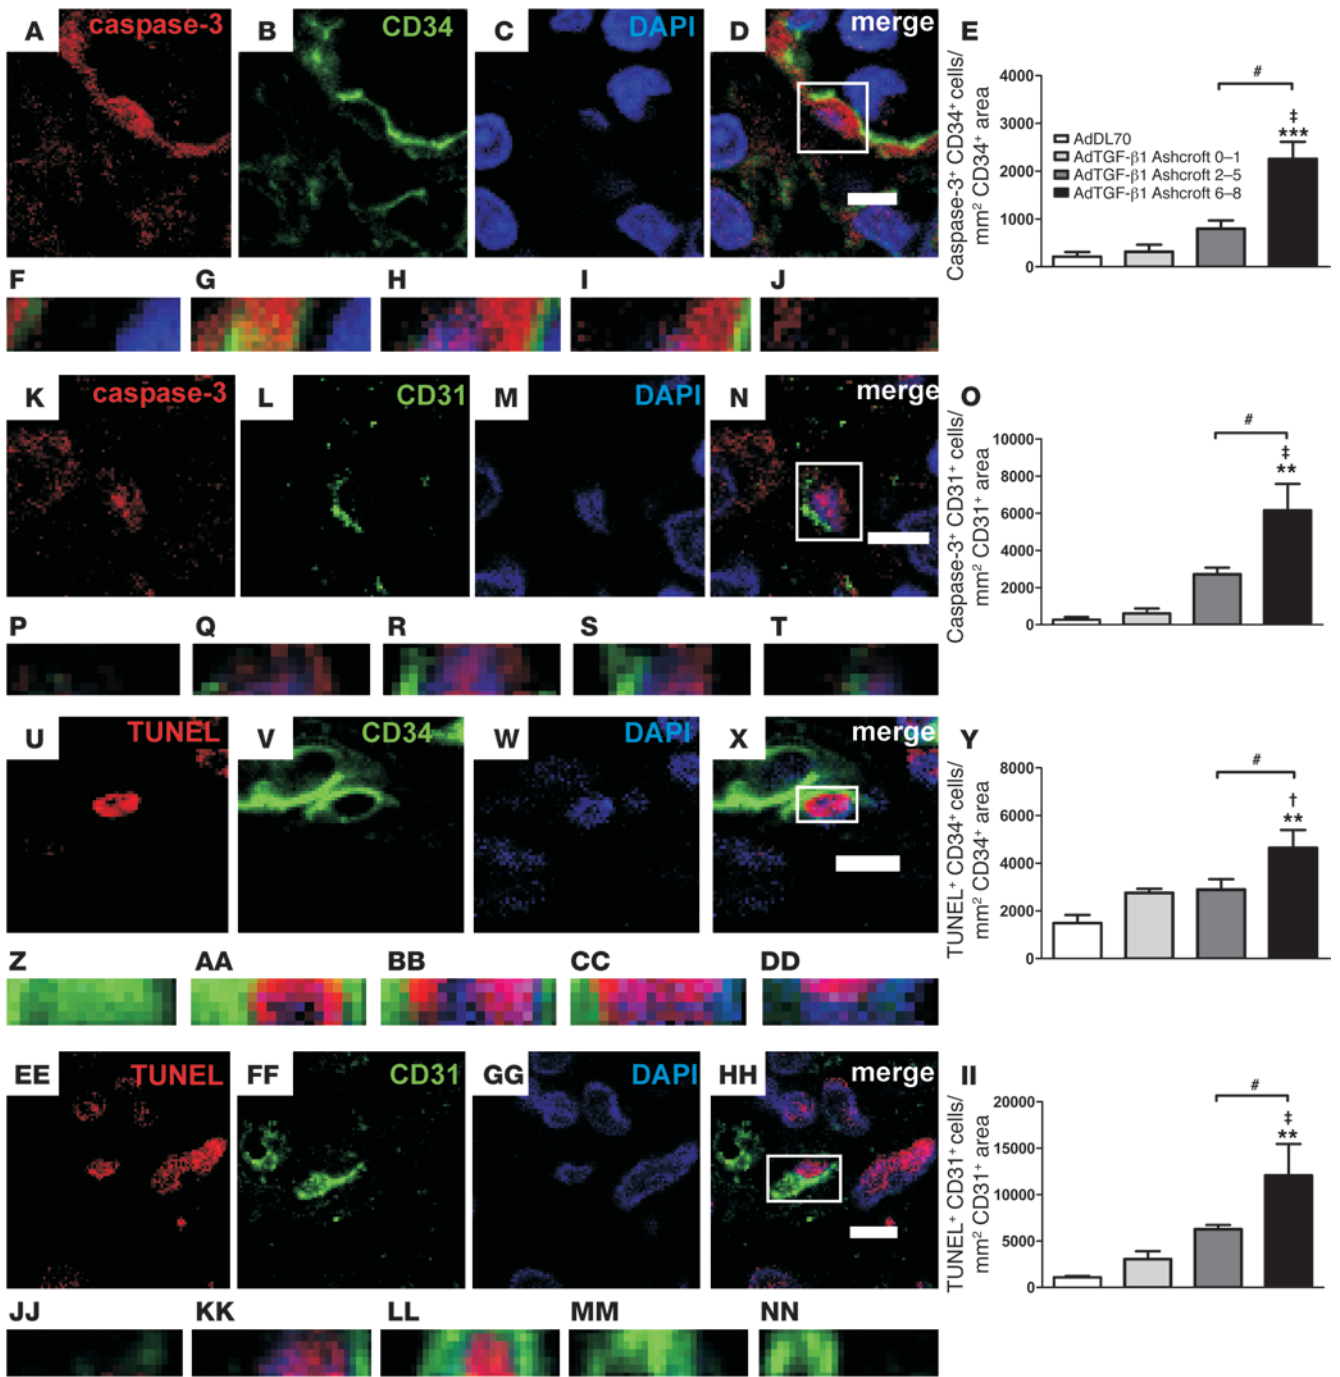 A caspase-3 B CD34 C DAPI D merge E
Caspase-3⁺ CD34⁺ cells/
mm² CD34⁺ area
4000
3000
2000
1000
0
#
‡
***
AdDL70
AdTGF-β1 Ashcroft 0–1
AdTGF-β1 Ashcroft 2–5
AdTGF-β1 Ashcroft 6–8
F G H I J
K caspase-3 L CD31 M DAPI N merge O
Caspase-3⁺ CD31⁺ cells/
mm² CD31⁺ area
10000
8000
6000
4000
2000
0
#
‡
**
P Q R S T
U TUNEL V CD34 W DAPI X merge Y
TUNEL⁺ CD34⁺ cells/
mm² CD34⁺ area
8000
6000
4000
2000
0
#
†
**
Z AA BB CC DD
EE TUNEL FF CD31 GG DAPI HH merge II
TUNEL⁺ CD31⁺ cells/
mm² CD31⁺ area
20000
15000
10000
5000
0
#
‡
**
JJ KK LL MM NN